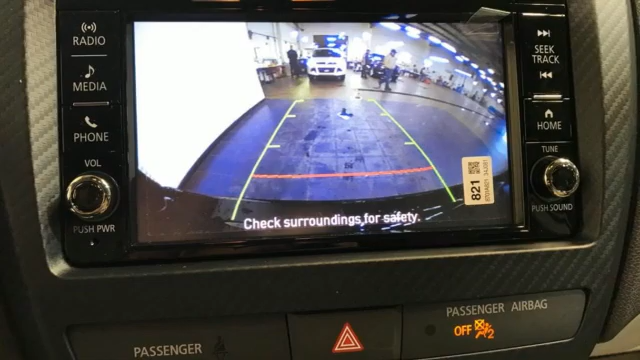 RADIO
MEDIA
PHONE
VOL
PUSH PWR
SEEK
TRACK
HOME
TUNE
PUSH SOUND
821
Check surroundings for safety.
PASSENGER
PASSENGER AIRBAG
OFF 2